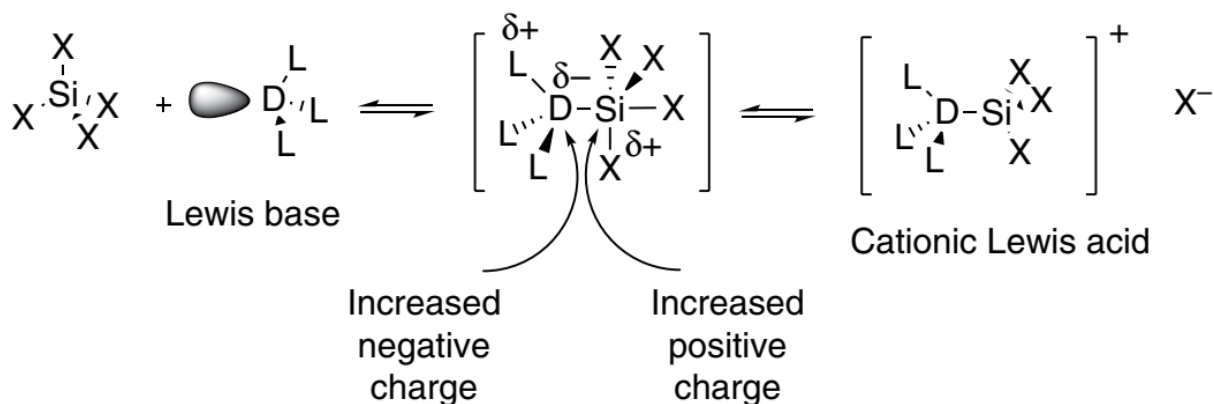 X
Si
X
X
X
+
L
D
L
L
Lewis base
δ+
L
δ−
X
X
D
Si
X
L
L
X
δ+
Increased
negative
charge
Increased
positive
charge
L
D
L
L
Si
X
X
X
+
X−
Cationic Lewis acid